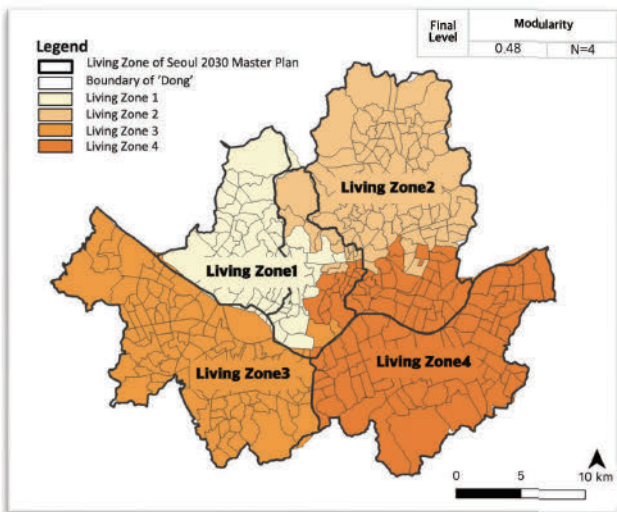 Final
Level
Modularity
0.48 N=4
Legend
Living Zone of Seoul 2030 Master Plan
Boundary of 'Dong'
Living Zone 1
Living Zone 2
Living Zone 3
Living Zone 4
Living Zone2
Living Zone1
Living Zone3
Living Zone4
0 5 10 km